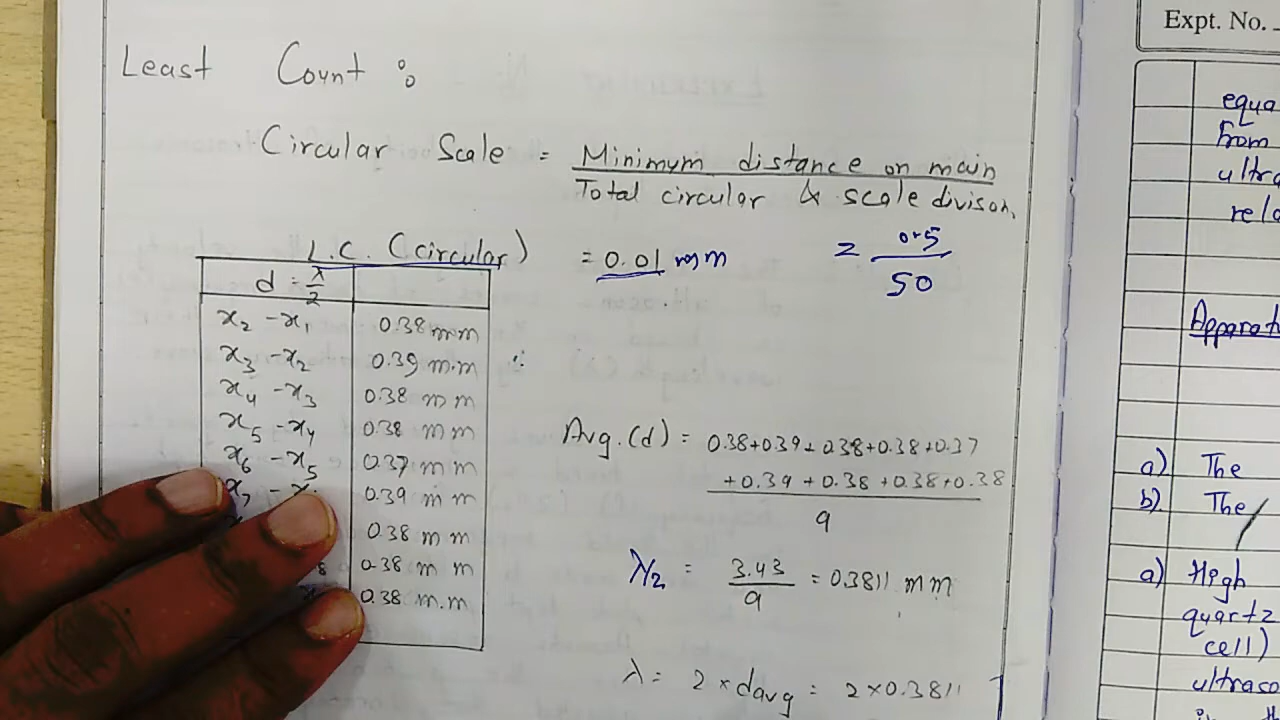 Least Count :
Circular Scale = Minimum distance on main
Total circular & scale divison.
L.C. (circular) = 0.01 mm = 0.5
50
d = λ/2
x2 - x1 0.38 mm
x3 - x2 0.39 m.m ∴
x4 - x3 0.38 mm
x5 - x4 0.38 mm
x6 - x5 0.37 mm
x7 - x 0.39 mm
0.38 mm
8 0.38 mm
0.38 m.m
Avg.(d) = 0.38+0.39+0.38+0.38+0.37
+0.39+0.38+0.38+0.38
9
λ/2 = 3.43 = 0.3811 mm
9
λ = 2 × davg = 2×0.3811
Expt. No.
equa
from
ultra
rela
Apparat
a) The
b) The
a) High
quartz
cell)
ultraso